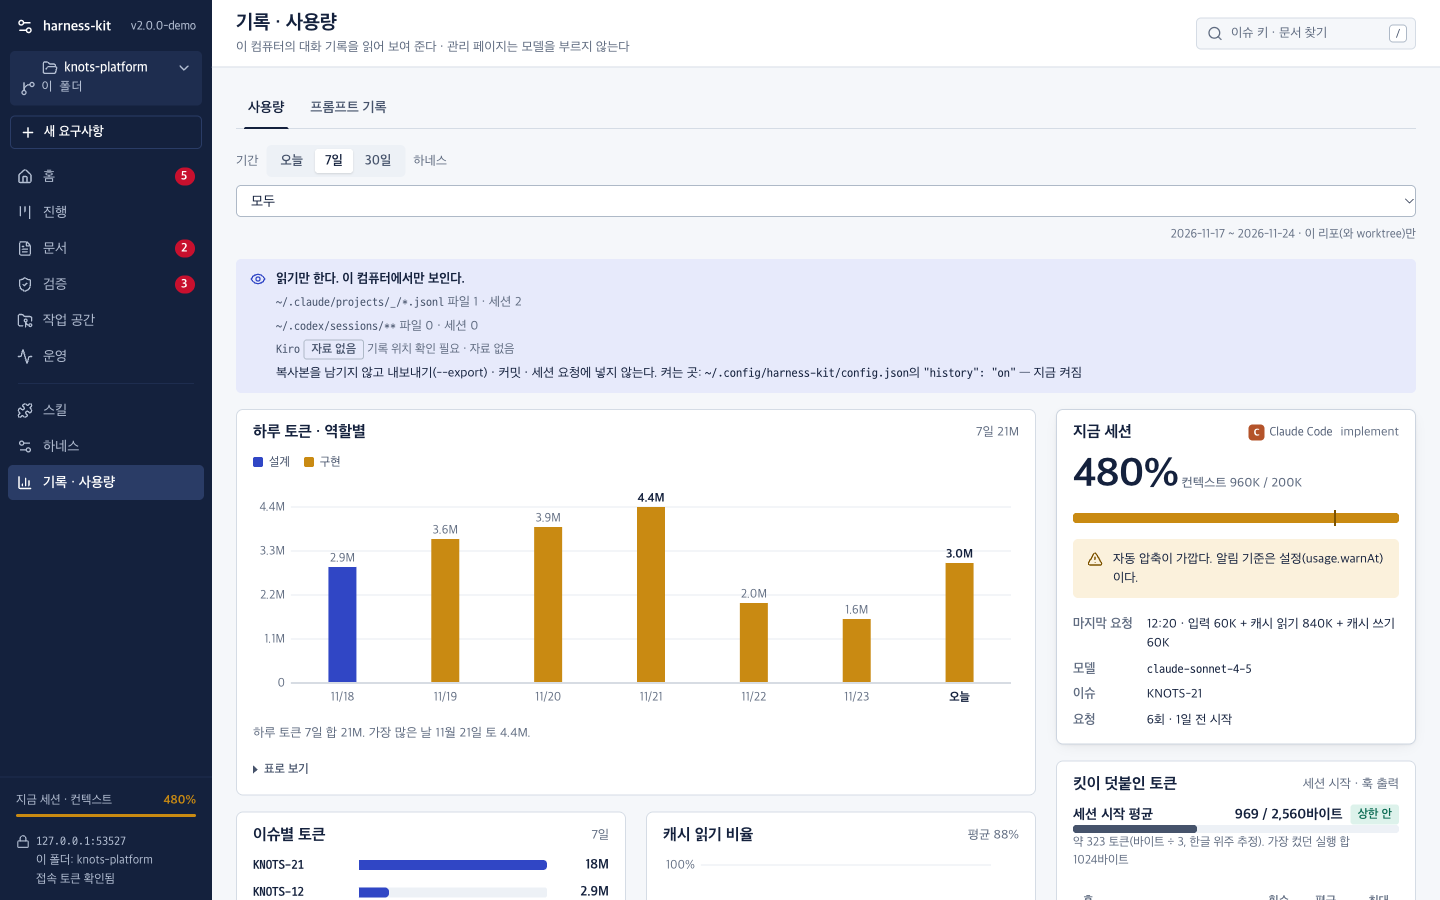 harness-kit v2.0.0-demo
knots-platform
이 폴더
새 요구사항
홈 5
진행
문서 2
검증 3
작업 공간
운영
스킬
하네스
기록 · 사용량
지금 세션 · 컨텍스트 480%
127.0.0.1:53527
이 폴더: knots-platform
접속 토큰 확인됨
기록 · 사용량
이 컴퓨터의 대화 기록을 읽어 보여 준다 · 관리 페이지는 모델을 부르지 않는다
이슈 키 · 문서 찾기 /
사용량 프롬프트 기록
기간 오늘 7일 30일 하네스
모두
2026-11-17 ~ 2026-11-24 · 이 리포(와 worktree)만
읽기만 한다. 이 컴퓨터에서만 보인다.
~/.claude/projects/_/*.jsonl 파일 1 · 세션 2
~/.codex/sessions/** 파일 0 · 세션 0
Kiro 자료 없음 기록 위치 확인 필요 · 자료 없음
복사본을 남기지 않고 내보내기(--export) · 커밋 · 세션 요청에 넣지 않는다. 켜는 곳: ~/.config/harness-kit/config.json의 "history": "on" — 지금 켜짐
하루 토큰 · 역할별 7일 21M
설계 구현
4.4M
3.3M
2.2M
1.1M
0
2.9M
3.6M
3.9M
4.4M
2.0M
1.6M
3.0M
11/18 11/19 11/20 11/21 11/22 11/23 오늘
하루 토큰 7일 합 21M. 가장 많은 날 11월 21일 토 4.4M.
표로 보기
지금 세션 C Claude Code implement
480% 컨텍스트 960K / 200K
자동 압축이 가깝다. 알림 기준은 설정(usage.warnAt)
이다.
마지막 요청 12:20 · 입력 60K + 캐시 읽기 840K + 캐시 쓰기
60K
모델 claude-sonnet-4-5
이슈 KNOTS-21
요청 6회 · 1일 전 시작
킷이 덧붙인 토큰 세션 시작 · 훅 출력
세션 시작 평균 969 / 2,560바이트 상한 안
약 323 토큰(바이트 ÷ 3, 한글 위주 추정). 가장 컸던 실행 합
1024바이트
훅 횟수 평균 최대
이슈별 토큰 7일
KNOTS-21 18M
KNOTS-12 2.9M
캐시 읽기 비율 평균 88%
100%